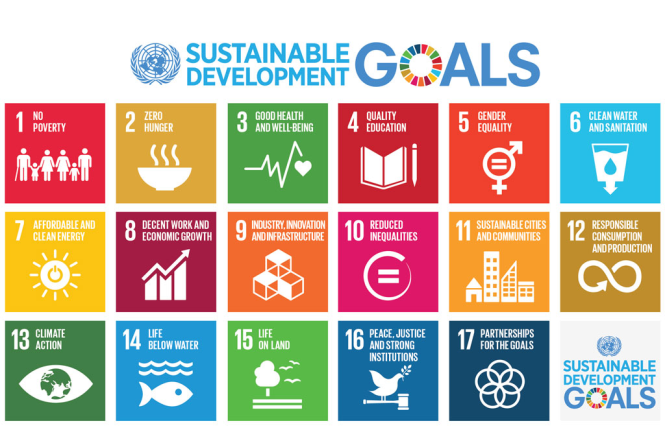 SUSTAINABLE
DEVELOPMENT
GOALS
1 NO
POVERTY
2 ZERO
HUNGER
3 GOOD HEALTH
AND WELL-BEING
4 QUALITY
EDUCATION
5 GENDER
EQUALITY
6 CLEAN WATER
AND SANITATION
7 AFFORDABLE AND
CLEAN ENERGY
8 DECENT WORK AND
ECONOMIC GROWTH
9 INDUSTRY, INNOVATION
AND INFRASTRUCTURE
10 REDUCED
INEQUALITIES
11 SUSTAINABLE CITIES
AND COMMUNITIES
12 RESPONSIBLE
CONSUMPTION
AND PRODUCTION
13 CLIMATE
ACTION
14 LIFE
BELOW WATER
15 LIFE
ON LAND
16 PEACE, JUSTICE
AND STRONG
INSTITUTIONS
17 PARTNERSHIPS
FOR THE GOALS
SUSTAINABLE
DEVELOPMENT
GOALS